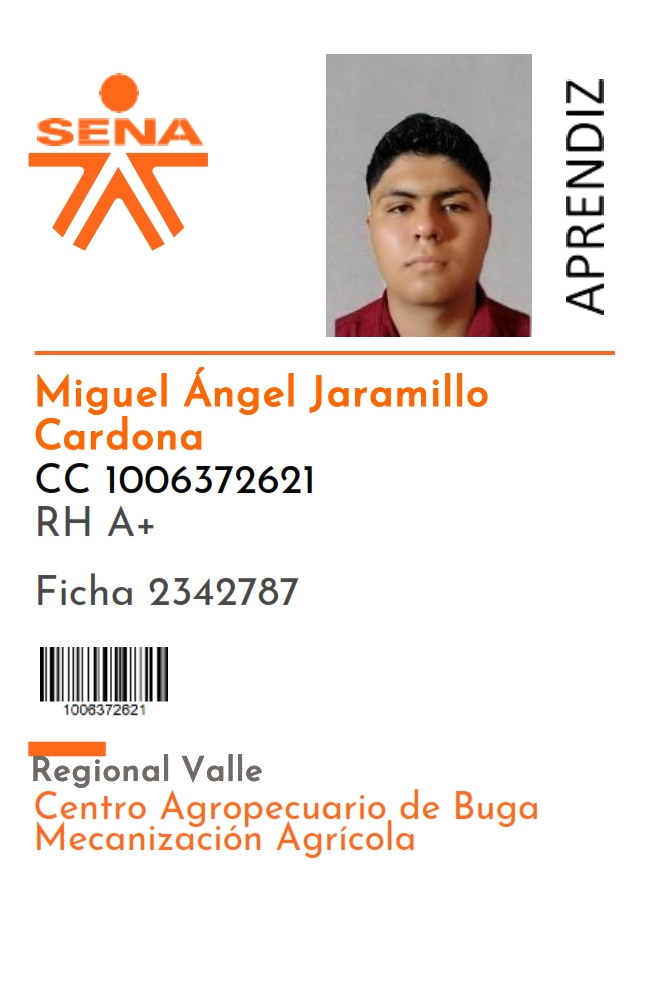 SENA
APRENDIZ
Miguel Ángel Jaramillo
Cardona
CC 1006372621
RH A+
Ficha 2342787
1006372621
Regional Valle
Centro Agropecuario de Buga
Mecanización Agrícola